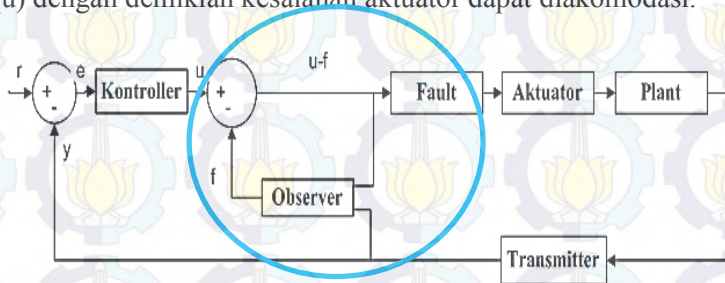 u) dengan demikian kesalahan aktuator dapat diakomodasi.
u-f
r + - e Kontroller u + - Fault Aktuator Plant
y
f
Observer
Transmitter